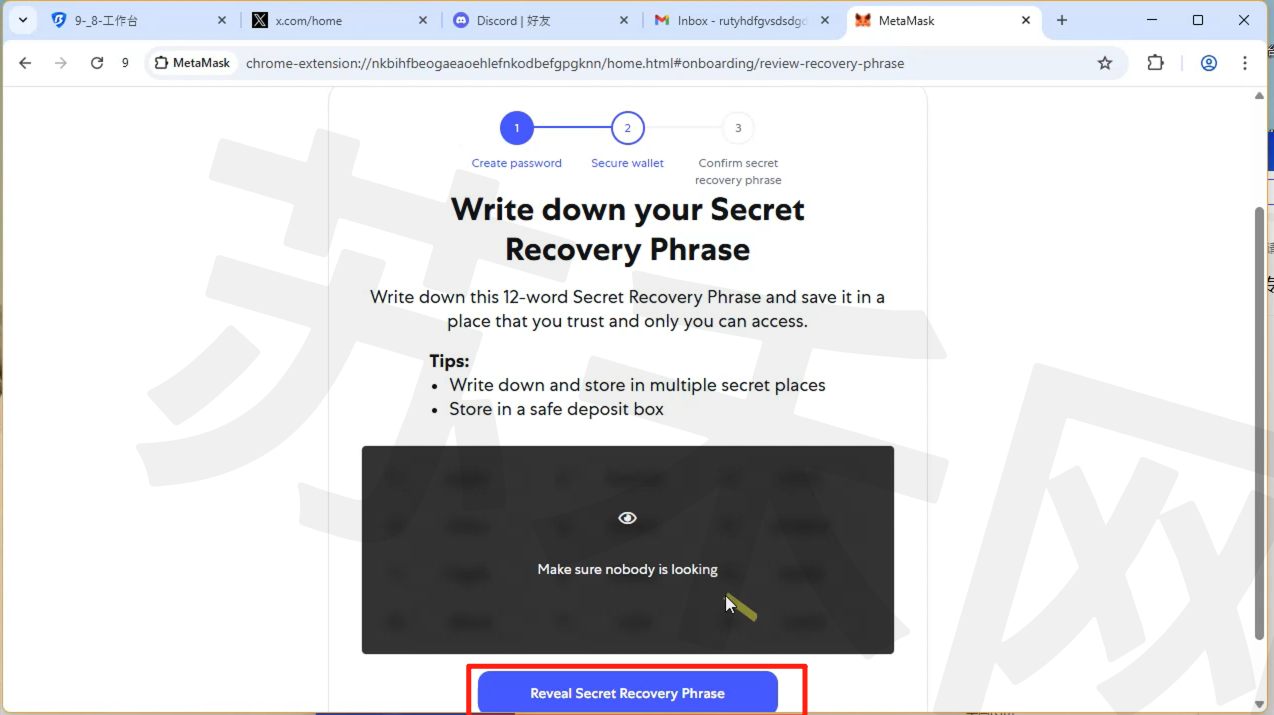 9-_8-工作台
x.com/home
Discord | 好友
Inbox - rutyhdfgvsdsdgd
MetaMask
9
MetaMask
chrome-extension://nkbihfbeogaeaoehlefnkodbefgpgknn/home.html#onboarding/review-recovery-phrase
1
2
3
Create password
Secure wallet
Confirm secret
recovery phrase
Write down your Secret
Recovery Phrase
Write down this 12-word Secret Recovery Phrase and save it in a
place that you trust and only you can access.
Tips:
• Write down and store in multiple secret places
• Store in a safe deposit box
Make sure nobody is looking
Reveal Secret Recovery Phrase
苏禾网